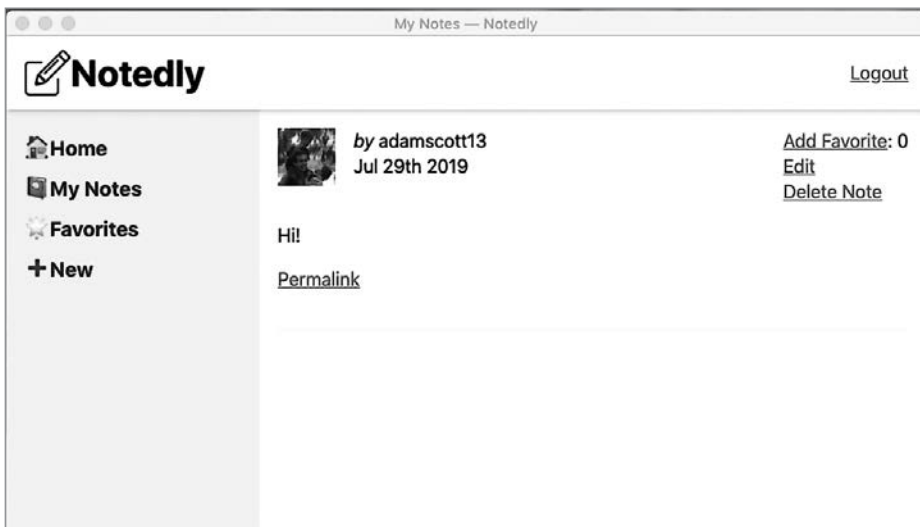 My Notes — Notedly
Notedly
Logout
Home
My Notes
Favorites
New
by adamscott13
Jul 29th 2019
Add Favorite: 0
Edit
Delete Note
Hi!
Permalink